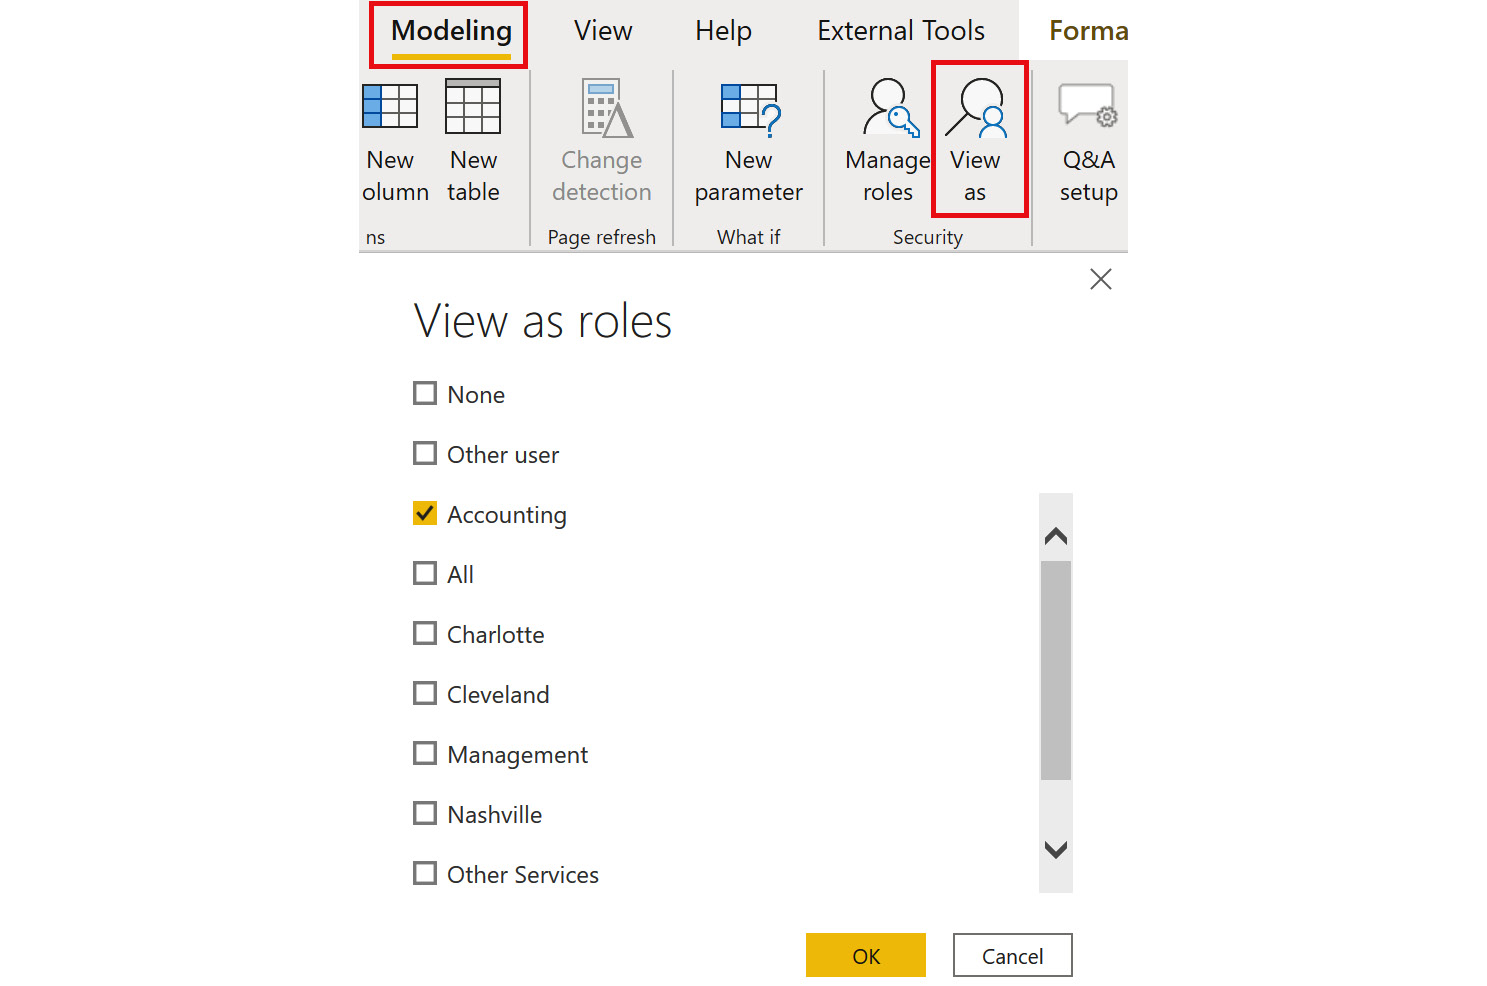 Modeling View Help External Tools Forma
New New Change New Manage View Q&A
olumn table detection parameter roles as setup
ns Page refresh What if Security
View as roles
None
Other user
Accounting
All
Charlotte
Cleveland
Management
Nashville
Other Services
OK Cancel